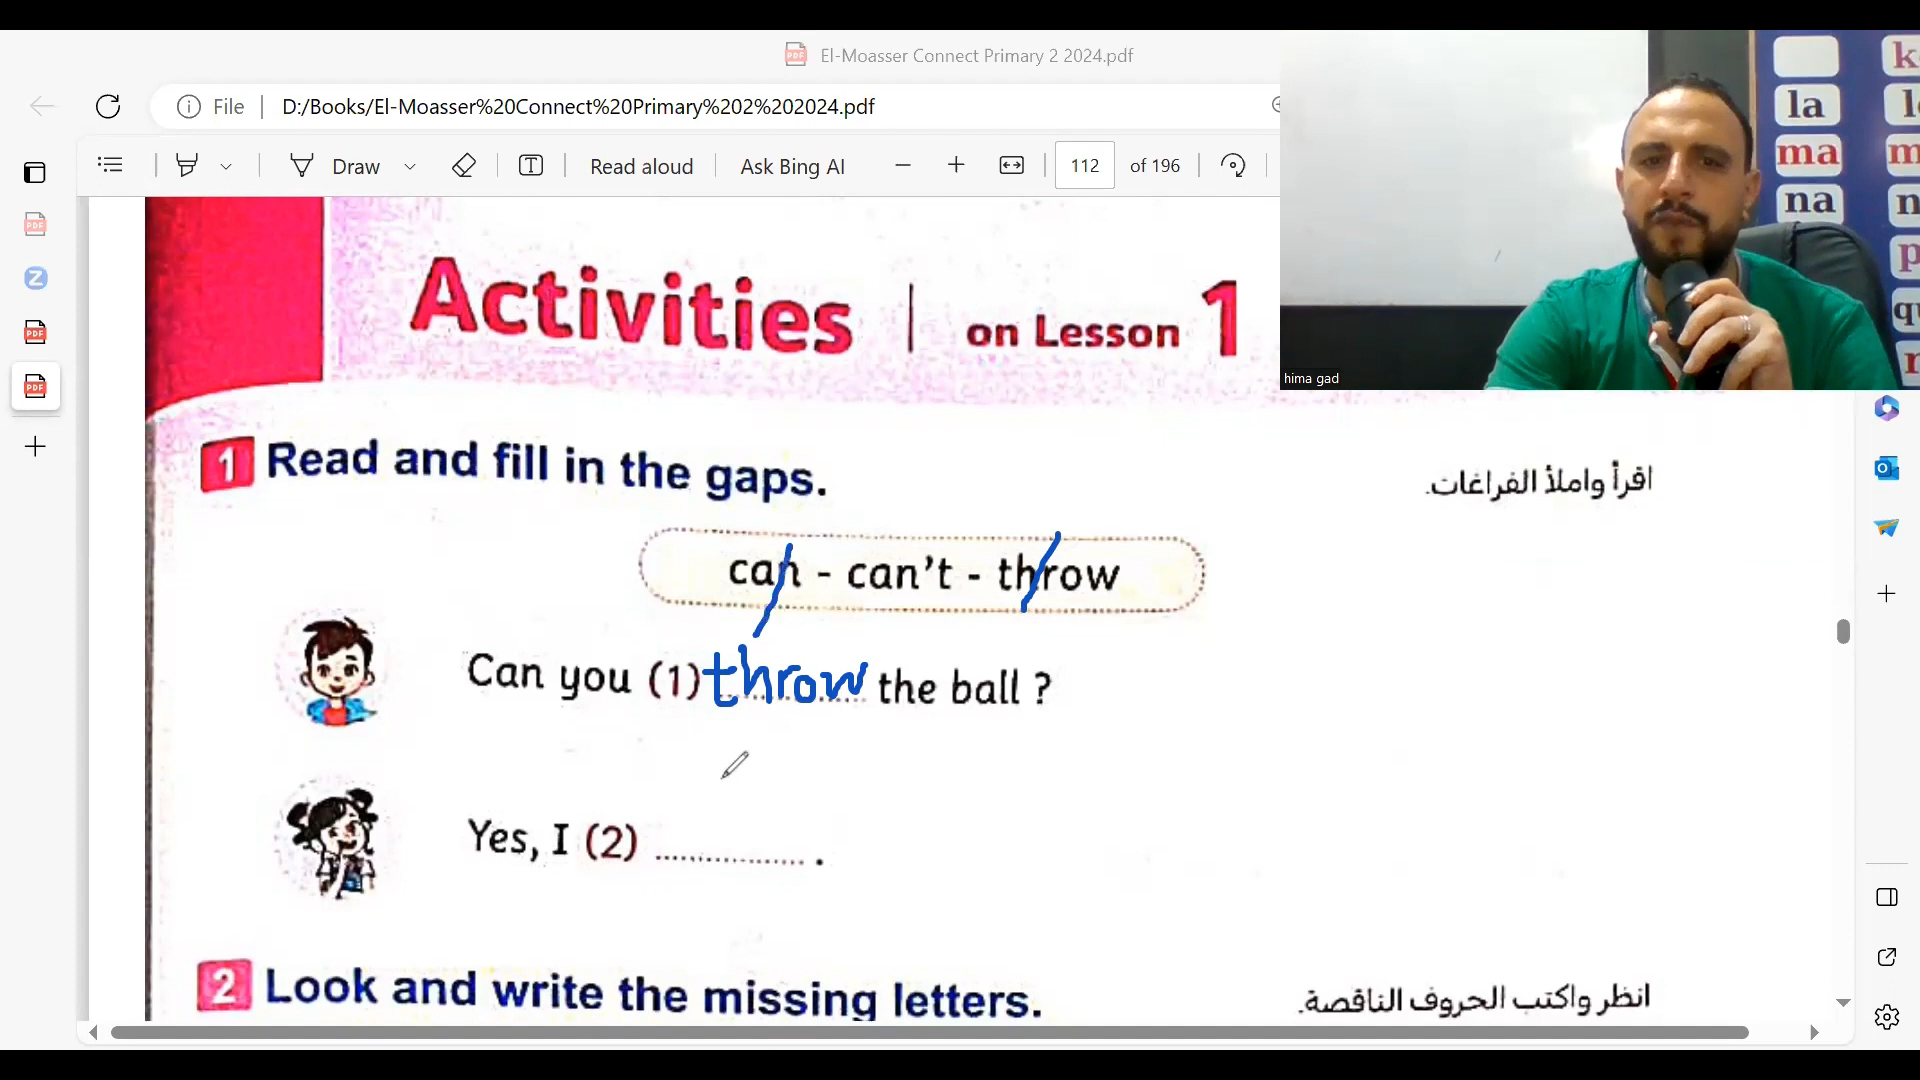 El-Moasser Connect Primary 2 2024.pdf
File
D:/Books/El-Moasser%20Connect%20Primary%202%202024.pdf
Draw
Read aloud
Ask Bing AI
112 of 196
Activities | on Lesson 1
1 Read and fill in the gaps.
اقرأ واملأ الفراغات.
can - can't - throw
Can you (1) throw the ball ?
Yes, I (2) .............. .
2 Look and write the missing letters.
انظر واكتب الحروف الناقصة.
hima gad
la
ma
na